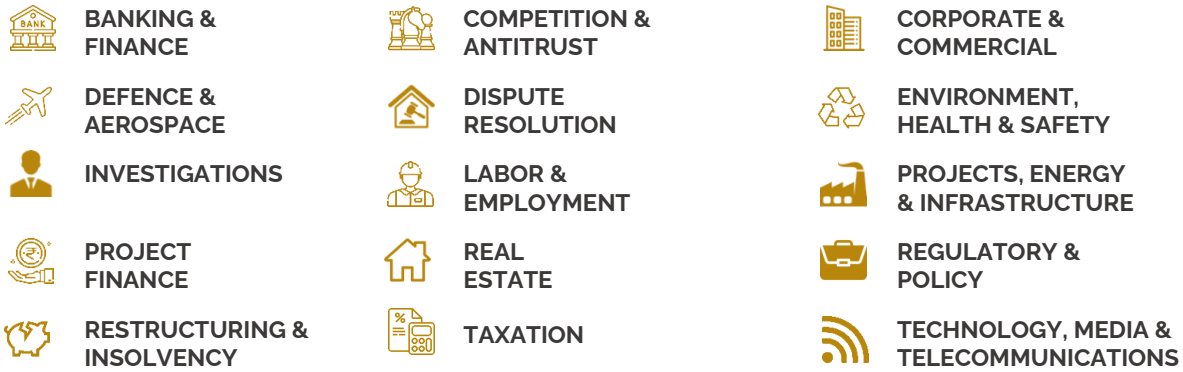 BANK
BANKING &
FINANCE
COMPETITION &
ANTITRUST
CORPORATE &
COMMERCIAL
DEFENCE &
AEROSPACE
DISPUTE
RESOLUTION
ENVIRONMENT,
HEALTH & SAFETY
INVESTIGATIONS
LABOR &
EMPLOYMENT
PROJECTS, ENERGY
& INFRASTRUCTURE
₹
PROJECT
FINANCE
REAL
ESTATE
REGULATORY &
POLICY
RESTRUCTURING &
INSOLVENCY
%
TAXATION
TECHNOLOGY, MEDIA &
TELECOMMUNICATIONS